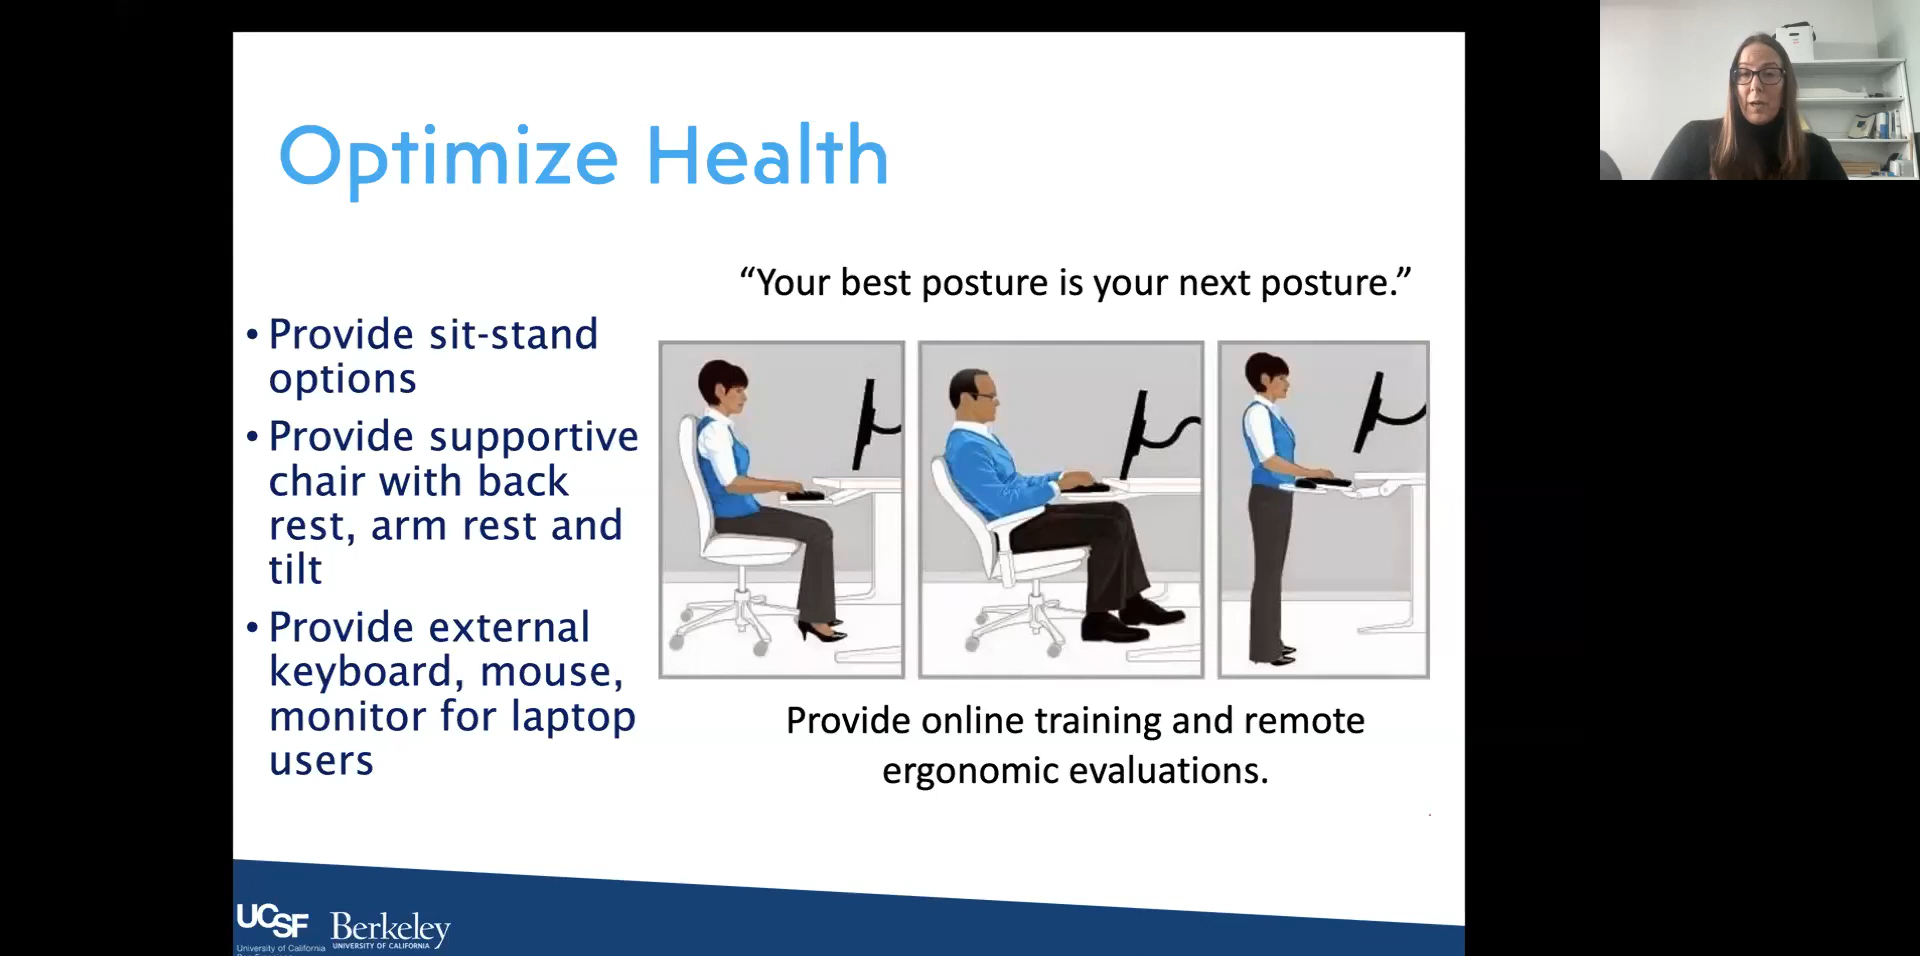 Optimize Health
“Your best posture is your next posture.”
• Provide sit-stand
options
• Provide supportive
chair with back
rest, arm rest and
tilt
• Provide external
keyboard, mouse,
monitor for laptop
users
Provide online training and remote
ergonomic evaluations.
UCSF
University of California
San Francisco
Berkeley
UNIVERSITY OF CALIFORNIA